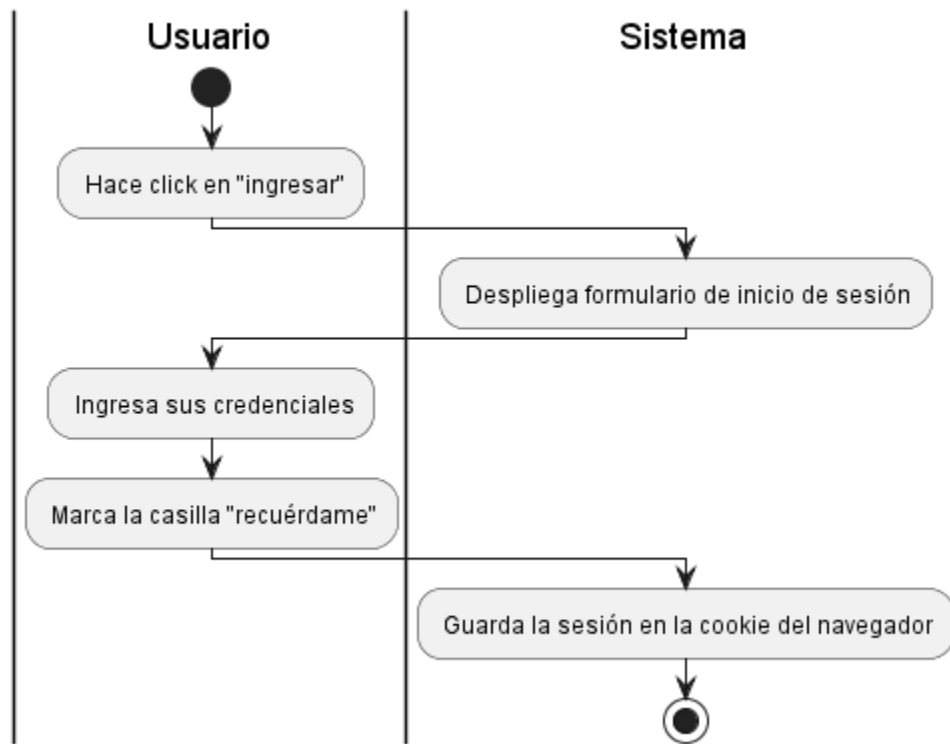 Usuario
Sistema
Hace click en "ingresar"
Despliega formulario de inicio de sesión
Ingresa sus credenciales
Marca la casilla "recuérdame"
Guarda la sesión en la cookie del navegador